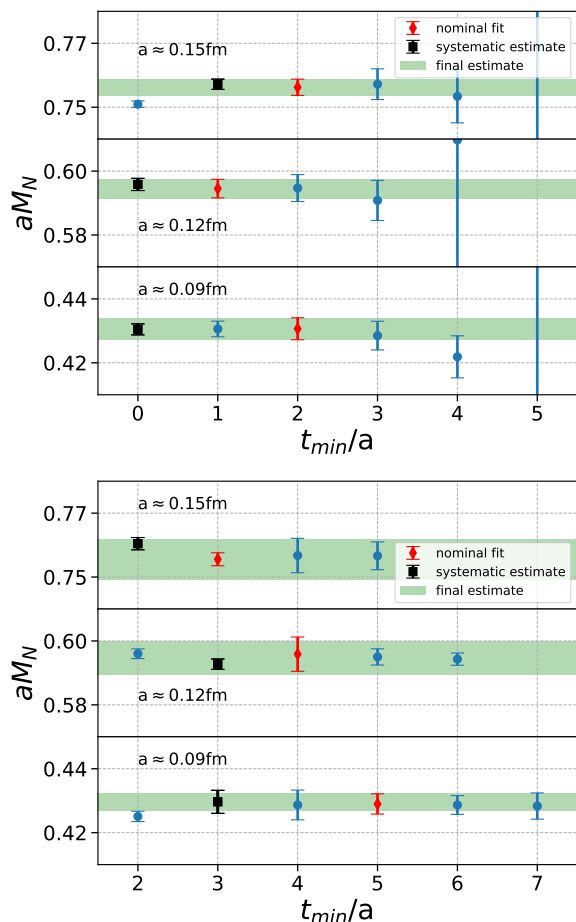 a ≈ 0.15fm
nominal fit
systematic estimate
final estimate
0.77
0.75
a ≈ 0.12fm
0.60
0.58
a ≈ 0.09fm
0.44
0.42
aM_N
0 1 2 3 4 5
t_min/a
a ≈ 0.15fm
nominal fit
systematic estimate
final estimate
0.77
0.75
a ≈ 0.12fm
0.60
0.58
a ≈ 0.09fm
0.44
0.42
aM_N
2 3 4 5 6 7
t_min/a